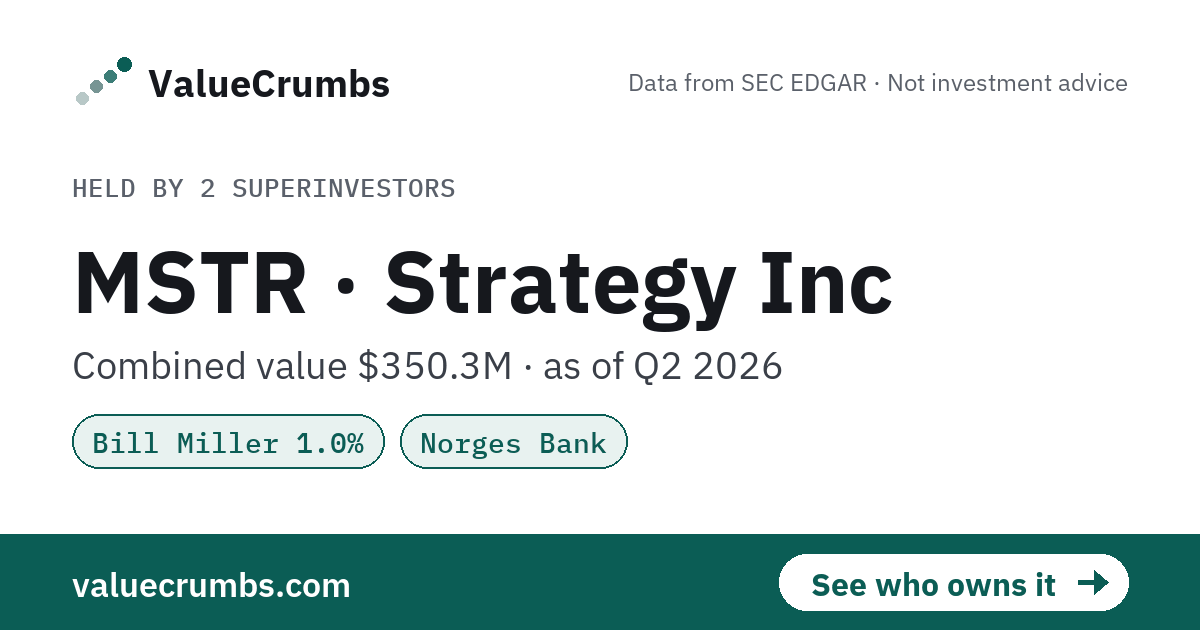 ValueCrumbs
Data from SEC EDGAR · Not investment advice
HELD BY 2 SUPERINVESTORS
MSTR · Strategy Inc
Combined value $350.3M · as of Q2 2026
Bill Miller 1.0%
Norges Bank
valuecrumbs.com
See who owns it →